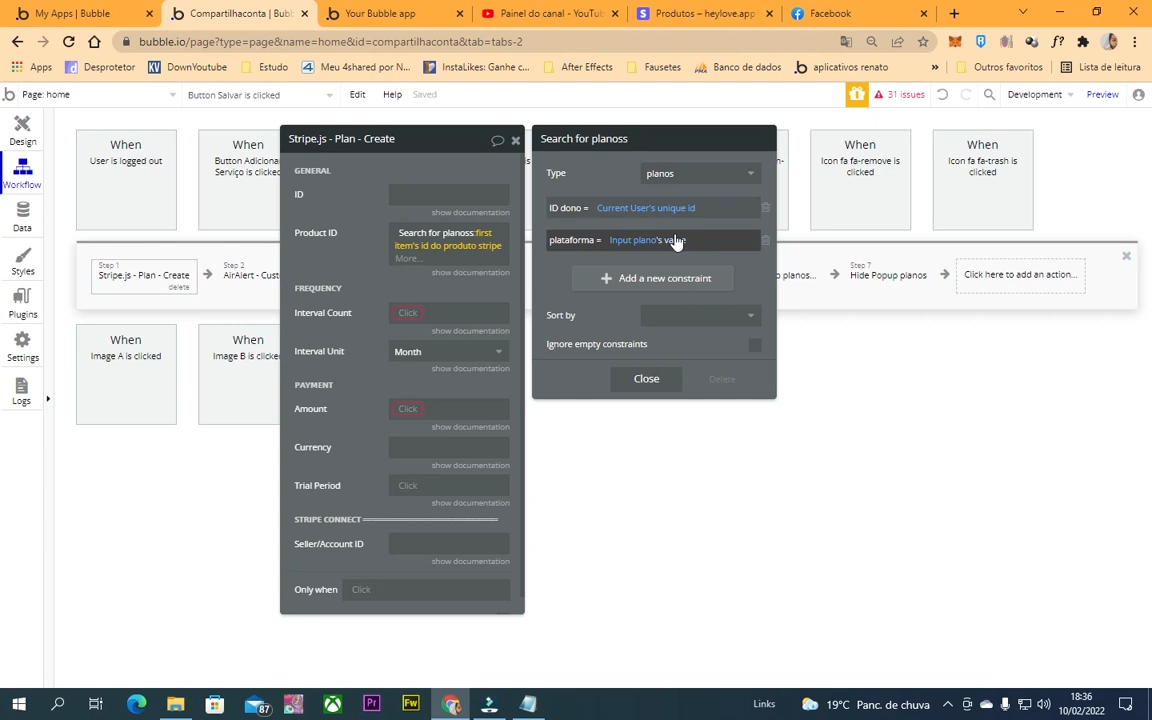 My Apps | Bubble
Compartilhaconta | Bubb
Your Bubble app
Painel do canal - YouTub
Produtos – heylove.app
Facebook
bubble.io/page?type=page&name=home&id=compartilhaconta&tab=tabs-2
Apps
Desprotetor
DownYoutube
Estudo
Meu 4shared por N...
InstaLikes: Ganhe c...
After Effects
Fausetes
Banco de dados
aplicativos renato
»
Outros favoritos
Lista de leitura
Page: home
Button Salvar is clicked
Edit
Help
Saved
31 issues
Development
Preview
Design
Workflow
Data
Styles
Plugins
Settings
Logs
When
User is logged out
When
Button Adiciona
Serviço is clicke
When
Icon fa fa-remove is
clicked
When
Icon fa fa-trash is
clicked
Step 1
Stripe.js - Plan - Create
delete
Step 2
AirAlert - Cust
o planos...
Step 7
Hide Popup planos
Click here to add an action...
When
Image A is clicked
When
Image B is clicke
Stripe.js - Plan - Create
GENERAL
ID
show documentation
Product ID
Search for planoss:first
item's id do produto stripe
More...
show documentation
FREQUENCY
Interval Count
Click
show documentation
Interval Unit
Month
show documentation
PAYMENT
Amount
Click
show documentation
Currency
show documentation
Trial Period
Click
show documentation
STRIPE CONNECT
Seller/Account ID
show documentation
Only when
Click
Search for planoss
Type
planos
ID dono =
Current User's unique id
plataforma =
Input plano's value
Add a new constraint
Sort by
Ignore empty constraints
Close
Delete
87
Links
19°C Panc. de chuva
18:36
10/02/2022